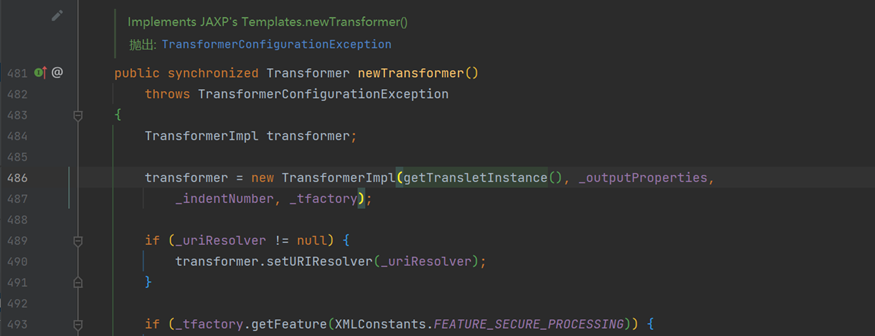 Implements JAXP's Templates.newTransformer()
抛出: TransformerConfigurationException
481 public synchronized Transformer newTransformer()
482 throws TransformerConfigurationException
483 {
484 TransformerImpl transformer;
485
486 transformer = new TransformerImpl(getTransletInstance(), _outputProperties,
487 _indentNumber, _tfactory);
488
489 if (_uriResolver != null) {
490 transformer.setURIResolver(_uriResolver);
491 }
492
493 if (_tfactory.getFeature(XMLConstants.FEATURE_SECURE_PROCESSING)) {